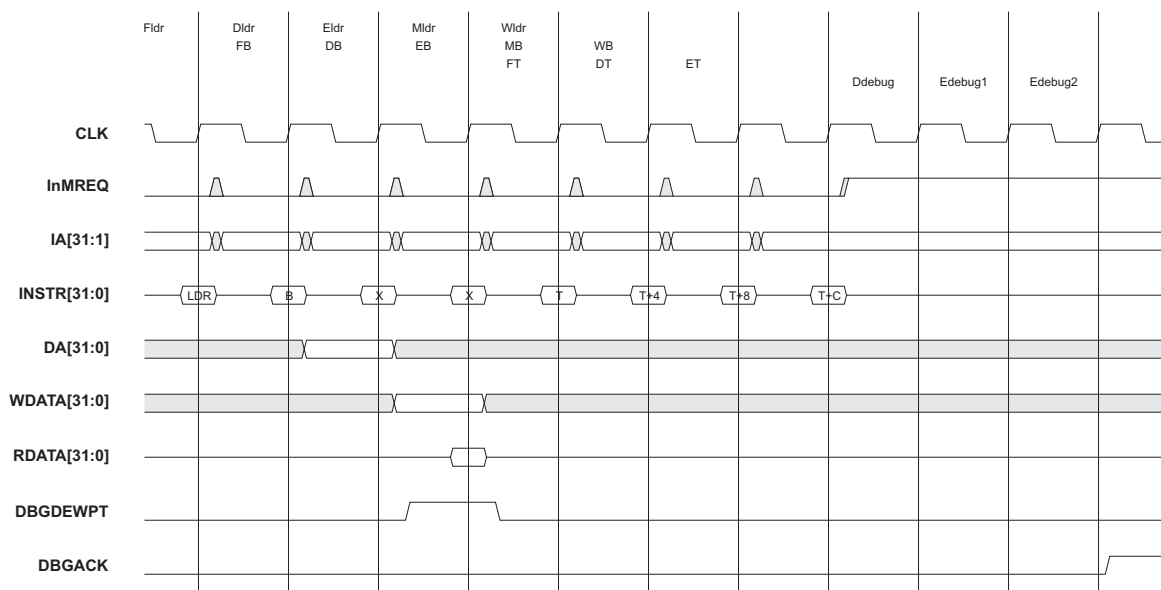 Fldr Dldr Eldr Mldr Wldr
FB DB EB MB WB
FT DT ET
Ddebug Edebug1 Edebug2
CLK
InMREQ
IA[31:1]
INSTR[31:0] LDR B X X T T+4 T+8 T+C
DA[31:0]
WDATA[31:0]
RDATA[31:0]
DBGDEWPT
DBGACK